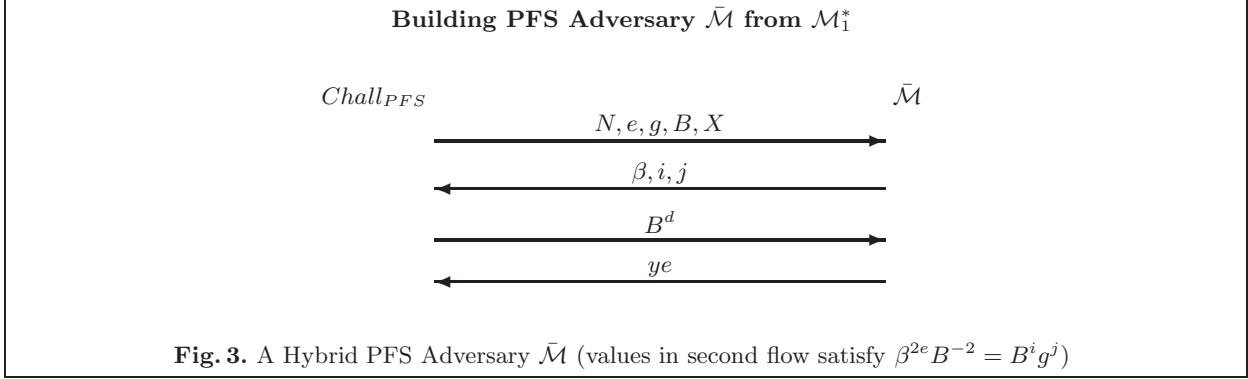 Building PFS Adversary M̄ from M₁*
Chall_PFS M̄
N, e, g, B, X
β, i, j
B^d
ye
Fig. 3. A Hybrid PFS Adversary M̄ (values in second flow satisfy β^{2e}B^{−2} = B^i g^j)